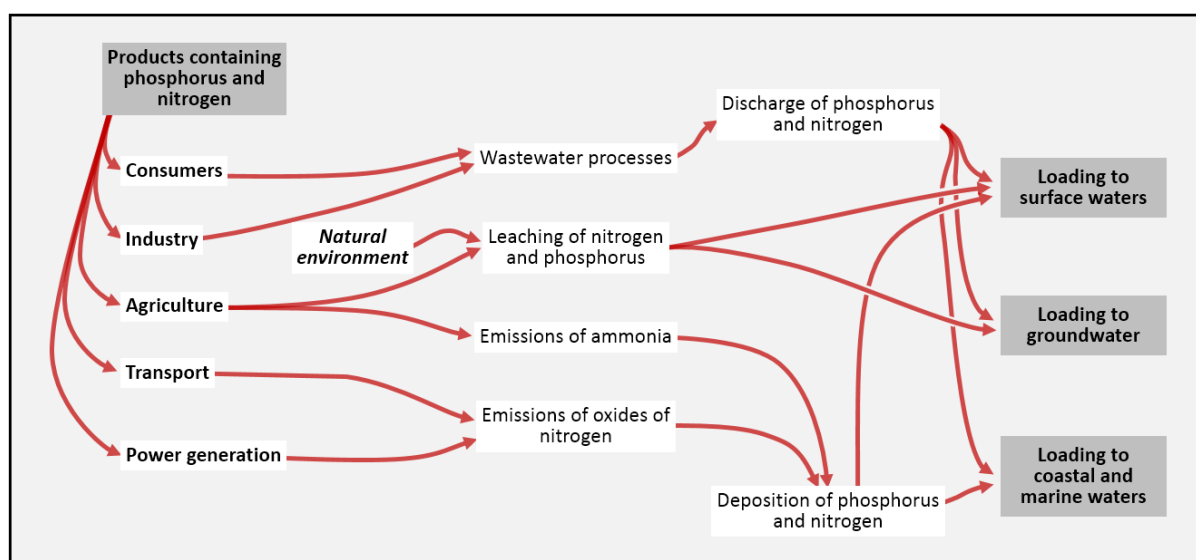 Products containing
phosphorus and
nitrogen
Consumers
Industry
Natural
environment
Agriculture
Transport
Power generation
Wastewater processes
Leaching of nitrogen
and phosphorus
Emissions of ammonia
Emissions of oxides of
nitrogen
Discharge of phosphorus
and nitrogen
Deposition of phosphorus
and nitrogen
Loading to
surface waters
Loading to
groundwater
Loading to
coastal and
marine waters